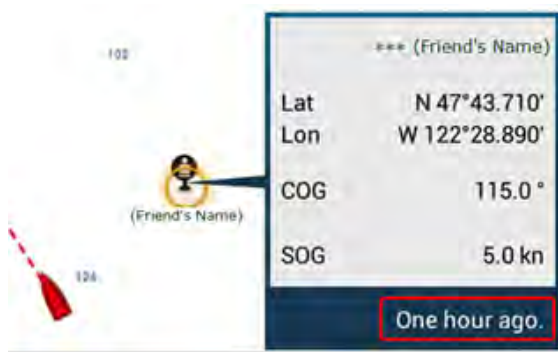 102
*** (Friend's Name)
Lat N 47°43.710'
Lon W 122°28.890'
COG 115.0 °
(Friend's Name)
SOG 5.0 kn
124
One hour ago.